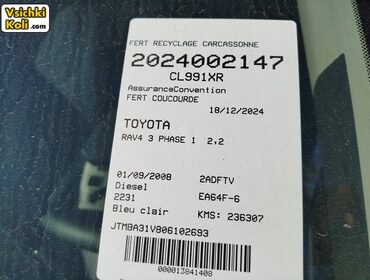 Vsichki
Koli .com
FERT RECYCLAGE CARCASSONNE
2024002147
CL991XR
AssuranceConvention
FERT COUCOURDE
18/12/2024
TOYOTA
RAV4 3 PHASE 1 2.2
01/09/2008 2ADFTV
Diesel
2231 EA64F-6
Bleu clair KMS: 236307
JTMBA31V806102693
000013841408